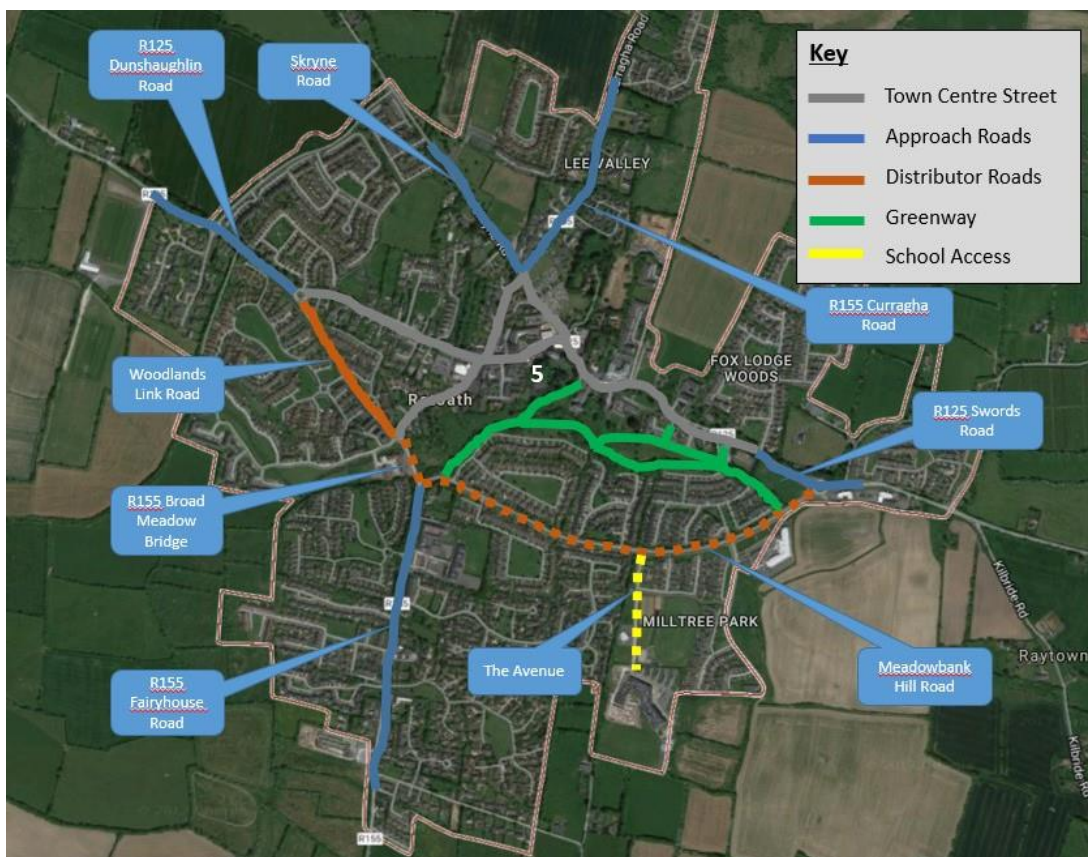 R125
Dunshaughlin
Road
Skryne
Road
Key
Town Centre Street
Approach Roads
Distributor Roads
Greenway
School Access
LEE VALLEY
R155 Curragha
Road
Woodlands
Link Road
5
FOX LODGE
WOODS
R125 Swords
Road
R155 Broad
Meadow
Bridge
Kilbride Rd
MILLTREE PARK
Raytown
R155
Fairyhouse
Road
The Avenue
Meadowbank
Hill Road
Kilbride Rd
R155